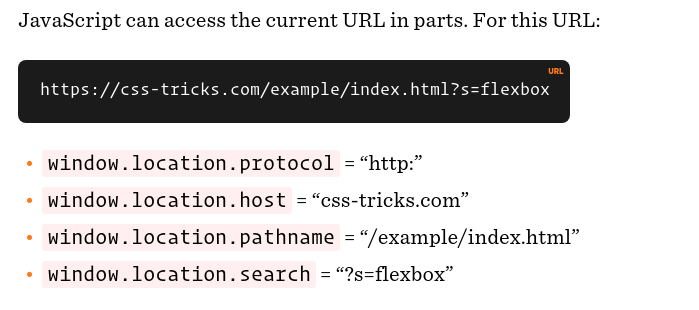 JavaScript can access the current URL in parts. For this URL:
URL
https://css-tricks.com/example/index.html?s=flexbox
window.location.protocol = “http:”
window.location.host = “css-tricks.com”
window.location.pathname = “/example/index.html”
window.location.search = “?s=flexbox”